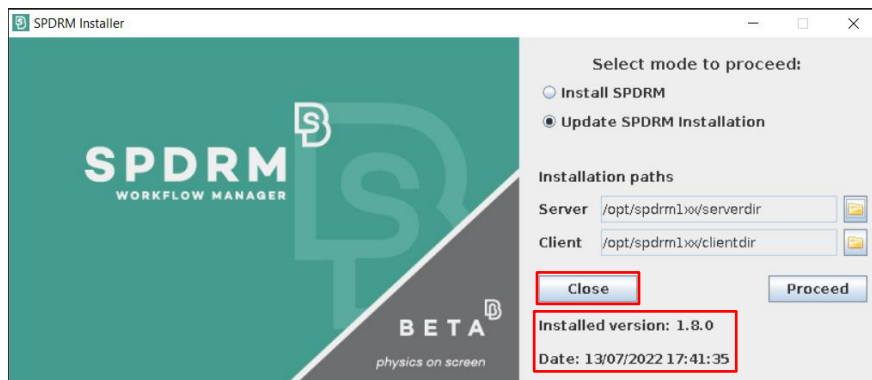 SPDRM Installer
SPDRM
WORKFLOW MANAGER
BETA
physics on screen
Select mode to proceed:
Install SPDRM
Update SPDRM Installation
Installation paths
Server /opt/spdrm1xx/serverdir
Client /opt/spdrm1xx/clientdir
Close Proceed
Installed version: 1.8.0
Date: 13/07/2022 17:41:35